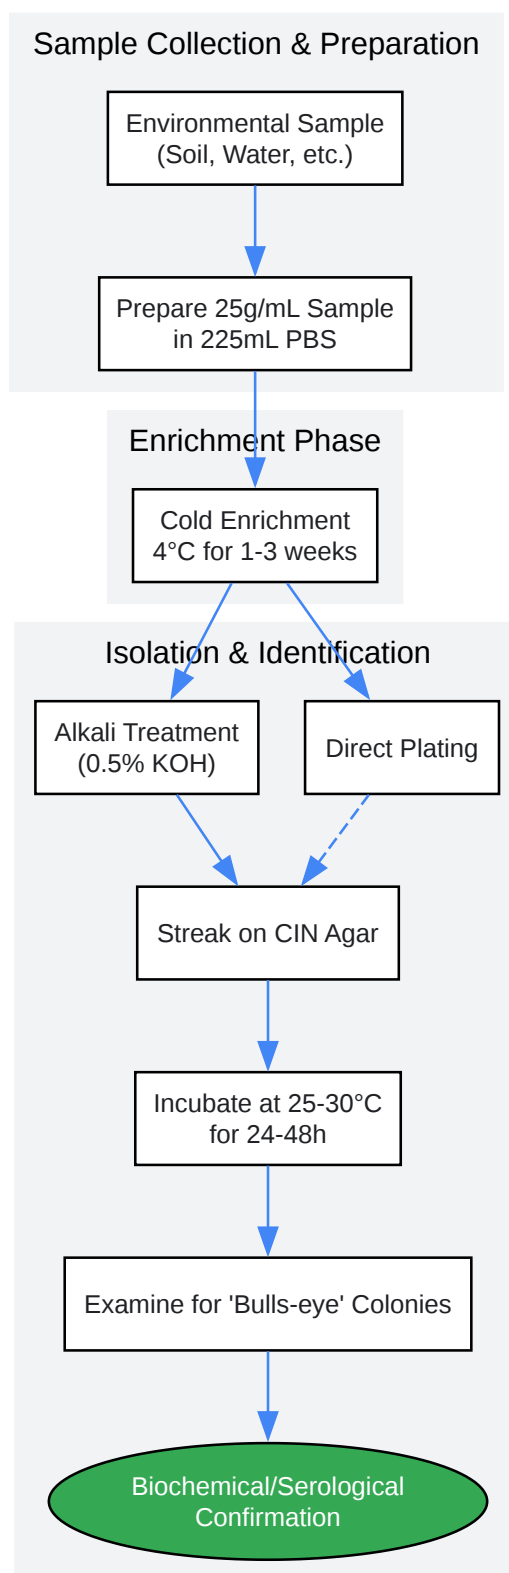 Sample Collection & Preparation
Environmental Sample
(Soil, Water, etc.)
Prepare 25g/mL Sample
in 225mL PBS
Enrichment Phase
Cold Enrichment
4°C for 1-3 weeks
Isolation & Identification
Alkali Treatment
(0.5% KOH)
Direct Plating
Streak on CIN Agar
Incubate at 25-30°C
for 24-48h
Examine for 'Bulls-eye' Colonies
Biochemical/Serological
Confirmation